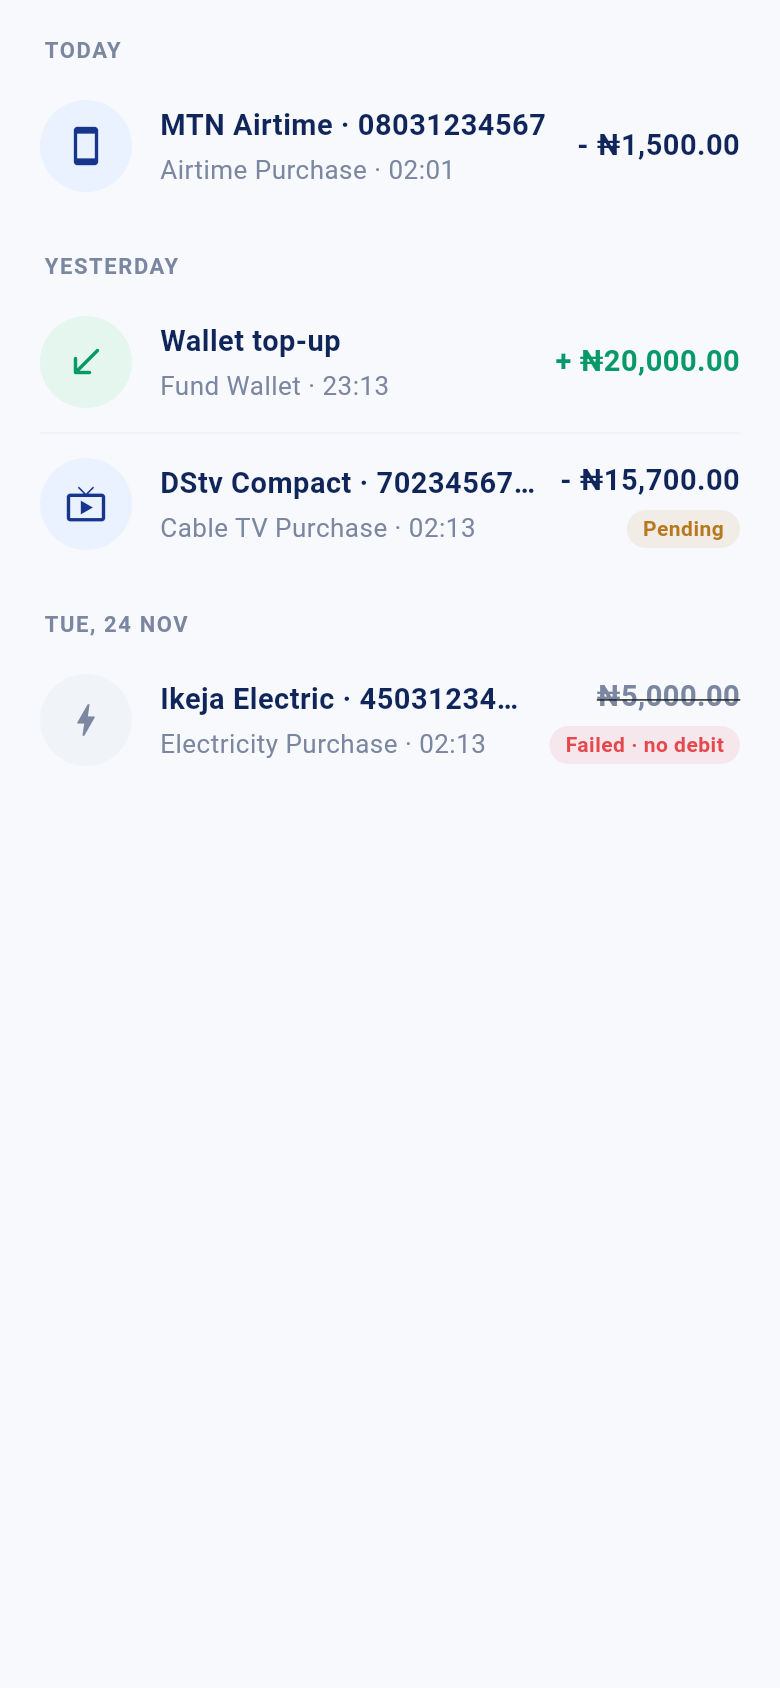 TODAY
MTN Airtime · 08031234567
- ₦1,500.00
Airtime Purchase · 02:01
YESTERDAY
Wallet top-up
+ ₦20,000.00
Fund Wallet · 23:13
DStv Compact · 70234567…
- ₦15,700.00
Cable TV Purchase · 02:13
Pending
TUE, 24 NOV
Ikeja Electric · 45031234…
₦5,000.00
Electricity Purchase · 02:13
Failed · no debit